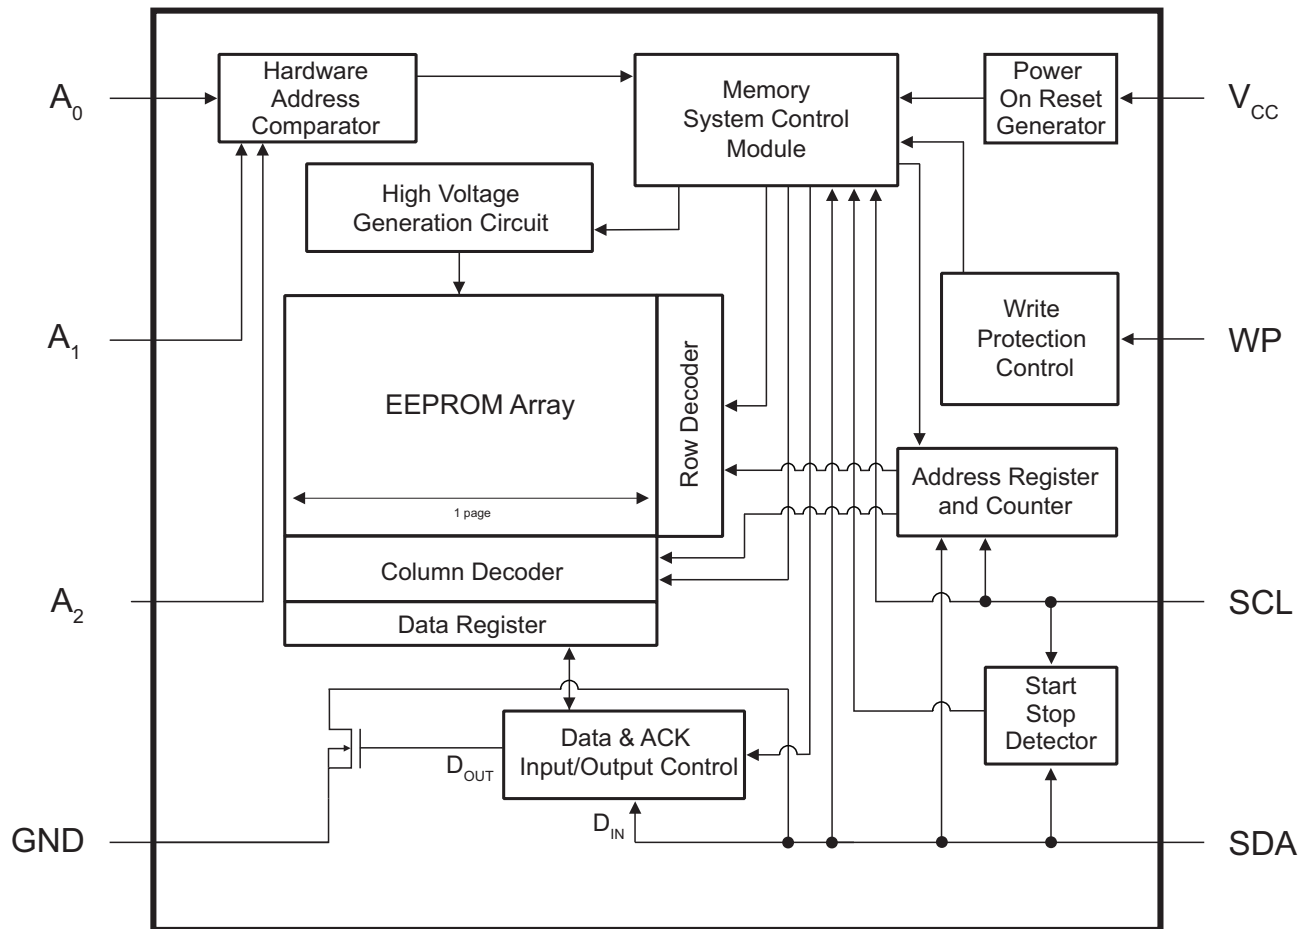 A0
Hardware
Address
Comparator
Memory
System Control
Module
Power
On Reset
Generator
VCC
High Voltage
Generation Circuit
A1
EEPROM Array
1 page
Row Decoder
Write
Protection
Control
WP
Address Register
and Counter
Column Decoder
A2
Data Register
SCL
Start
Stop
Detector
Data & ACK
Input/Output Control
DOUT
DIN
GND
SDA